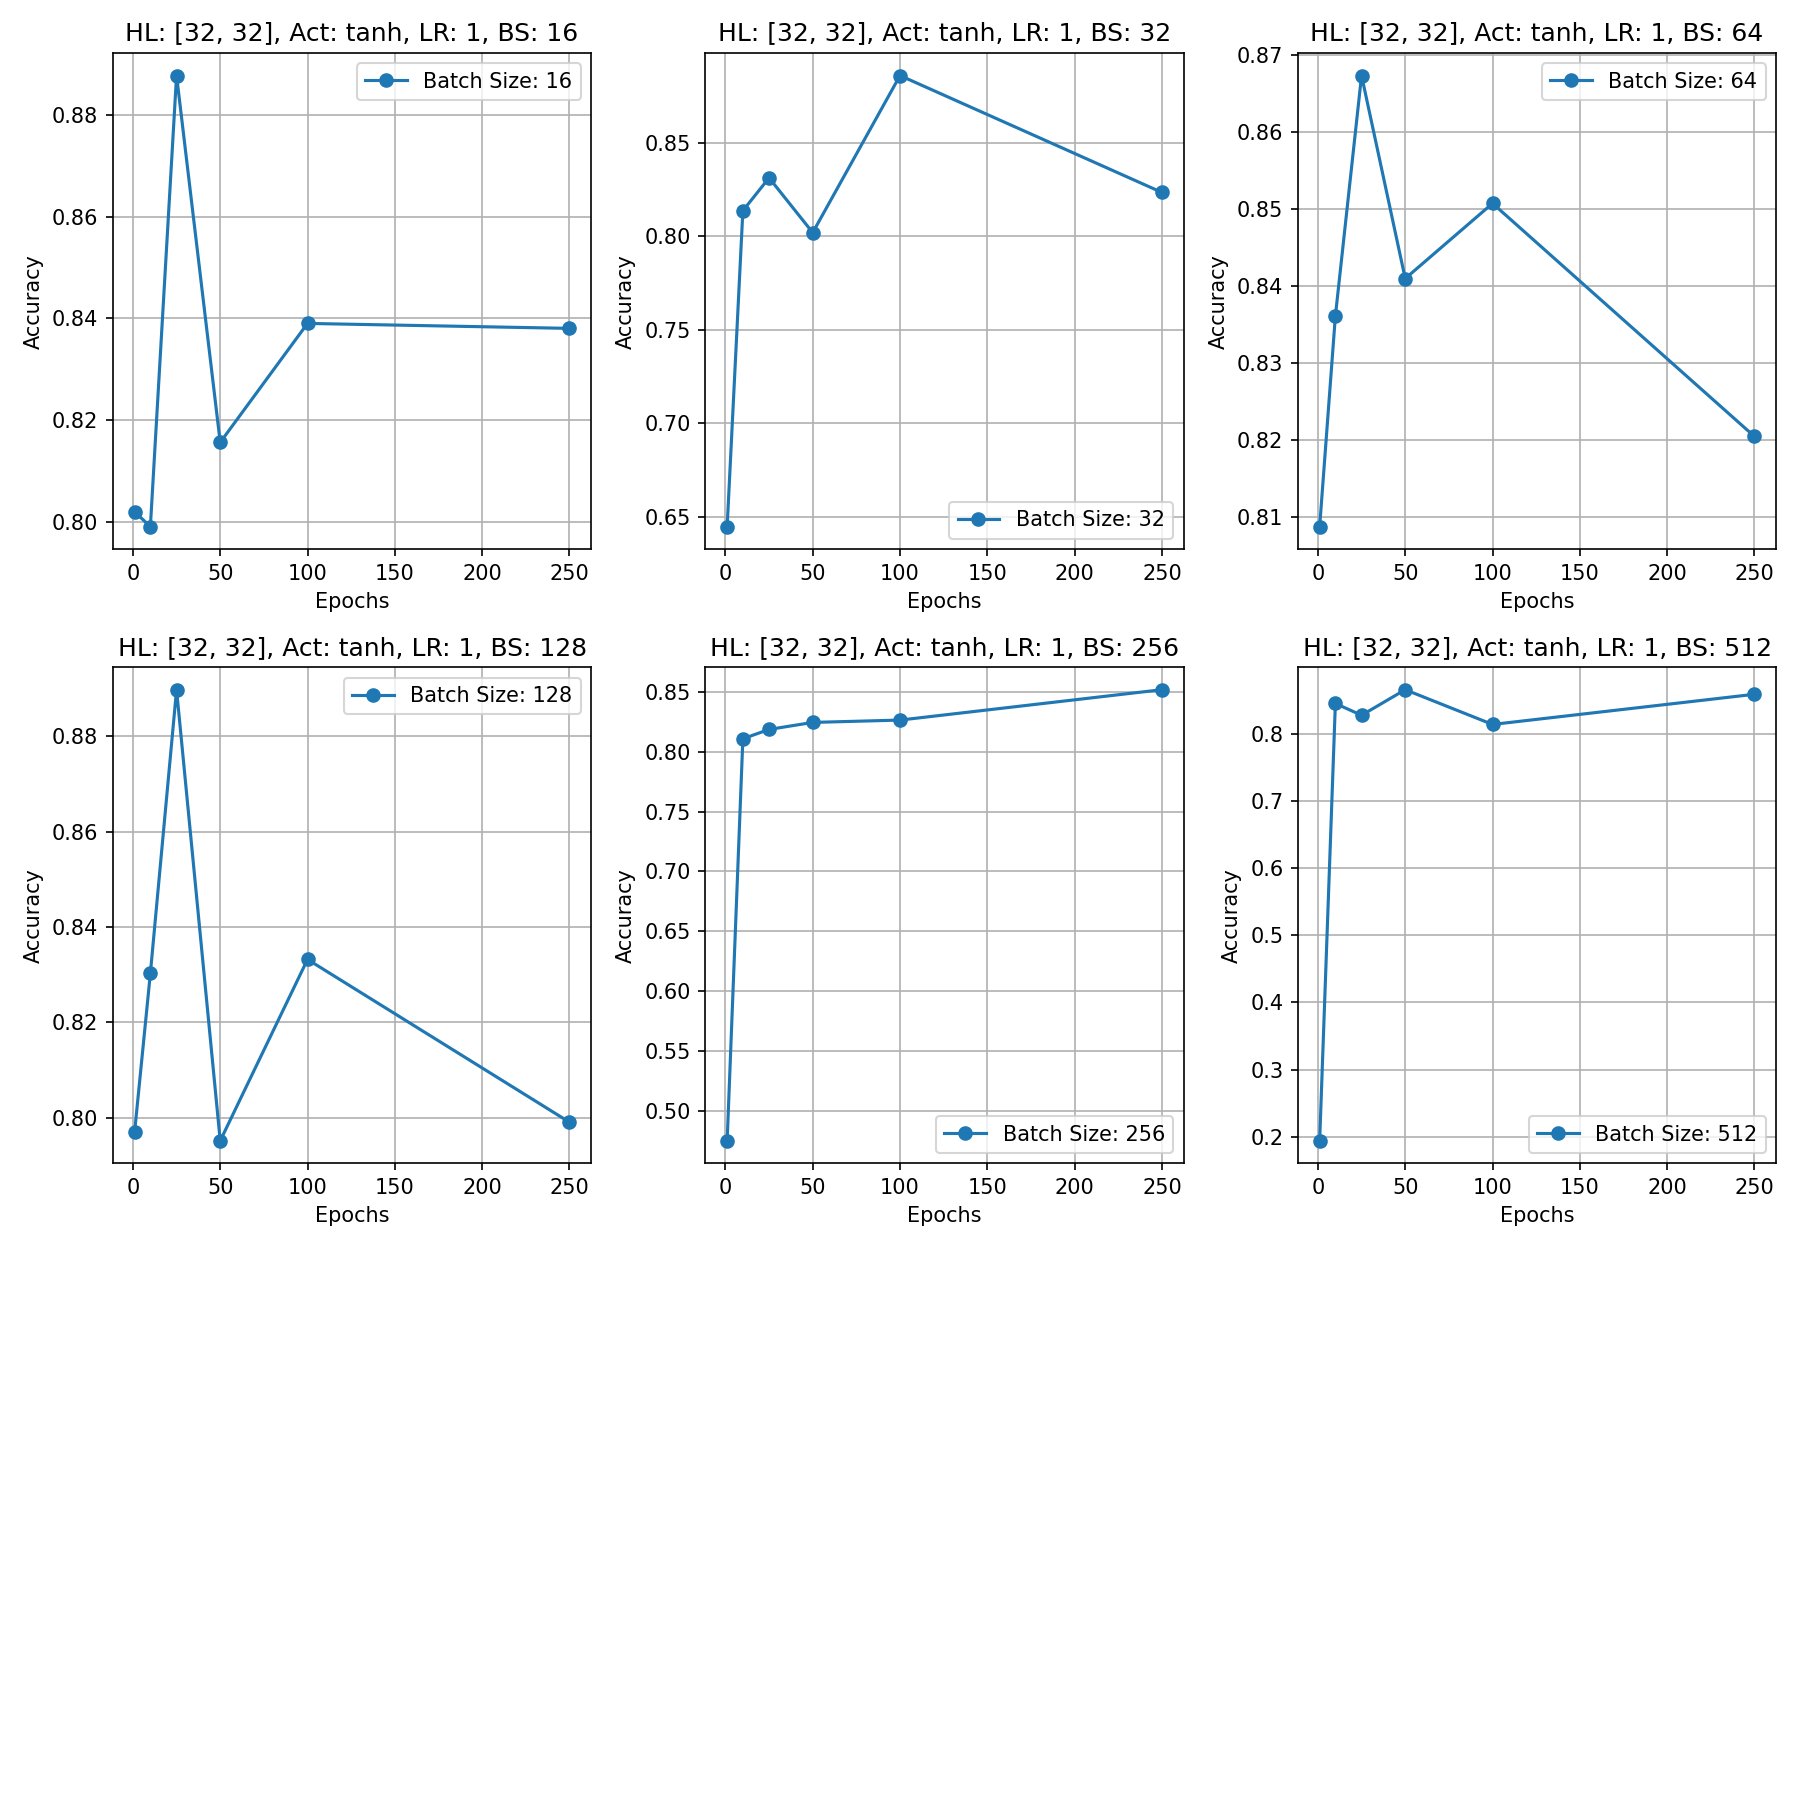 HL: [32, 32], Act: tanh, LR: 1, BS: 16
Batch Size: 16
Accuracy
0.88
0.86
0.84
0.82
0.80
0 50 100 150 200 250
Epochs
HL: [32, 32], Act: tanh, LR: 1, BS: 32
Batch Size: 32
Accuracy
0.85
0.80
0.75
0.70
0.65
0 50 100 150 200 250
Epochs
HL: [32, 32], Act: tanh, LR: 1, BS: 64
Batch Size: 64
Accuracy
0.87
0.86
0.85
0.84
0.83
0.82
0.81
0 50 100 150 200 250
Epochs
HL: [32, 32], Act: tanh, LR: 1, BS: 128
Batch Size: 128
Accuracy
0.88
0.86
0.84
0.82
0.80
0 50 100 150 200 250
Epochs
HL: [32, 32], Act: tanh, LR: 1, BS: 256
Batch Size: 256
Accuracy
0.85
0.80
0.75
0.70
0.65
0.60
0.55
0.50
0 50 100 150 200 250
Epochs
HL: [32, 32], Act: tanh, LR: 1, BS: 512
Batch Size: 512
Accuracy
0.8
0.7
0.6
0.5
0.4
0.3
0.2
0 50 100 150 200 250
Epochs